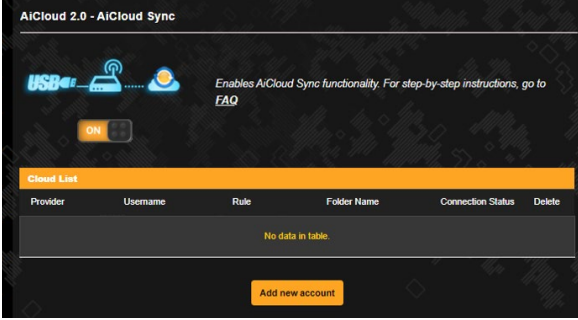 AiCloud 2.0 - AiCloud Sync
USB
Enables AiCloud Sync functionality. For step-by-step instructions, go to
FAQ
ON
Cloud List
Provider Username Rule Folder Name Connection Status Delete
No data in table.
Add new account